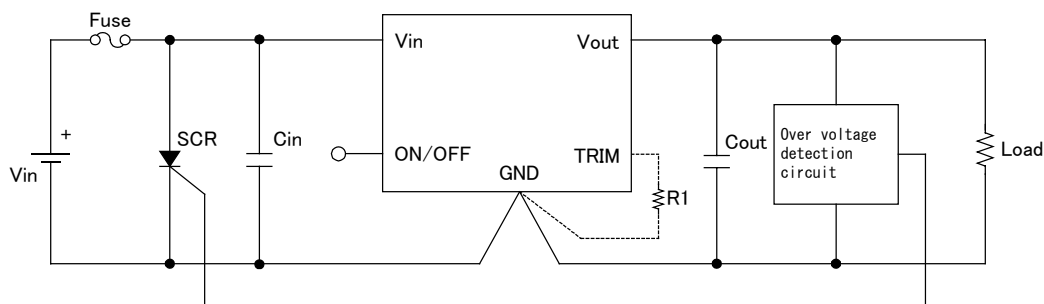 Fuse
Vin
Vout
SCR
Cin
Cout
Over voltage
detection
circuit
+
Vin
ON/OFF
TRIM
Load
GND
R1